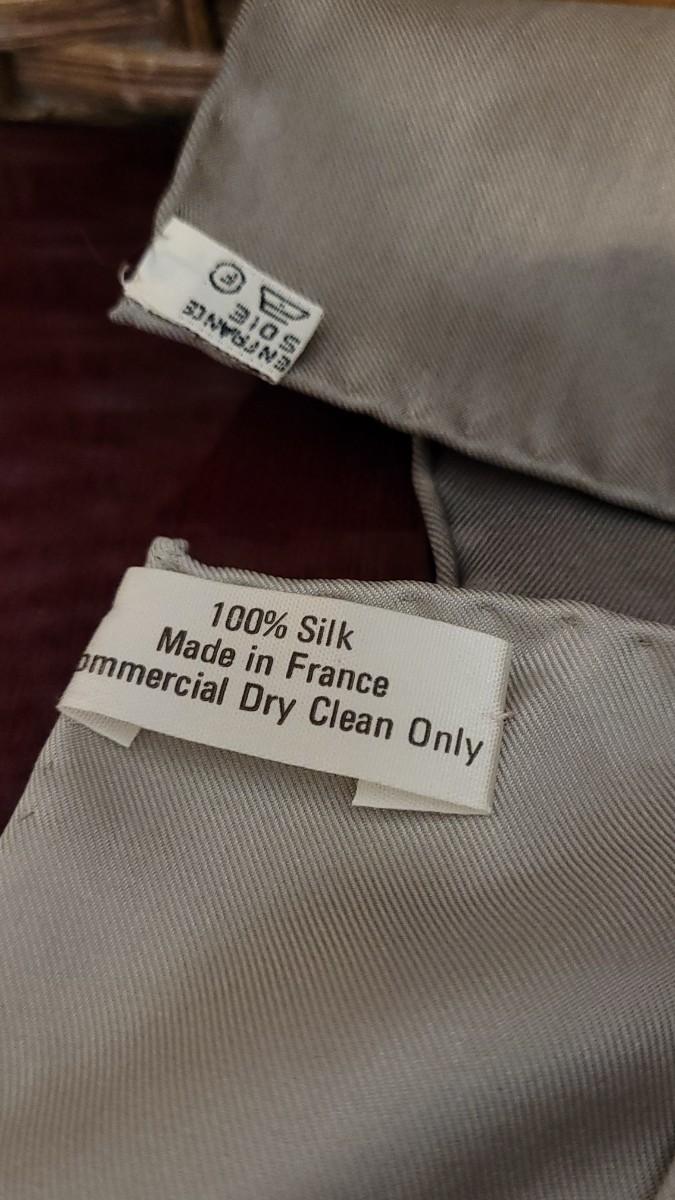 EN FRANCE
SOIE
F
100% Silk
Made in France
ommercial Dry Clean Only